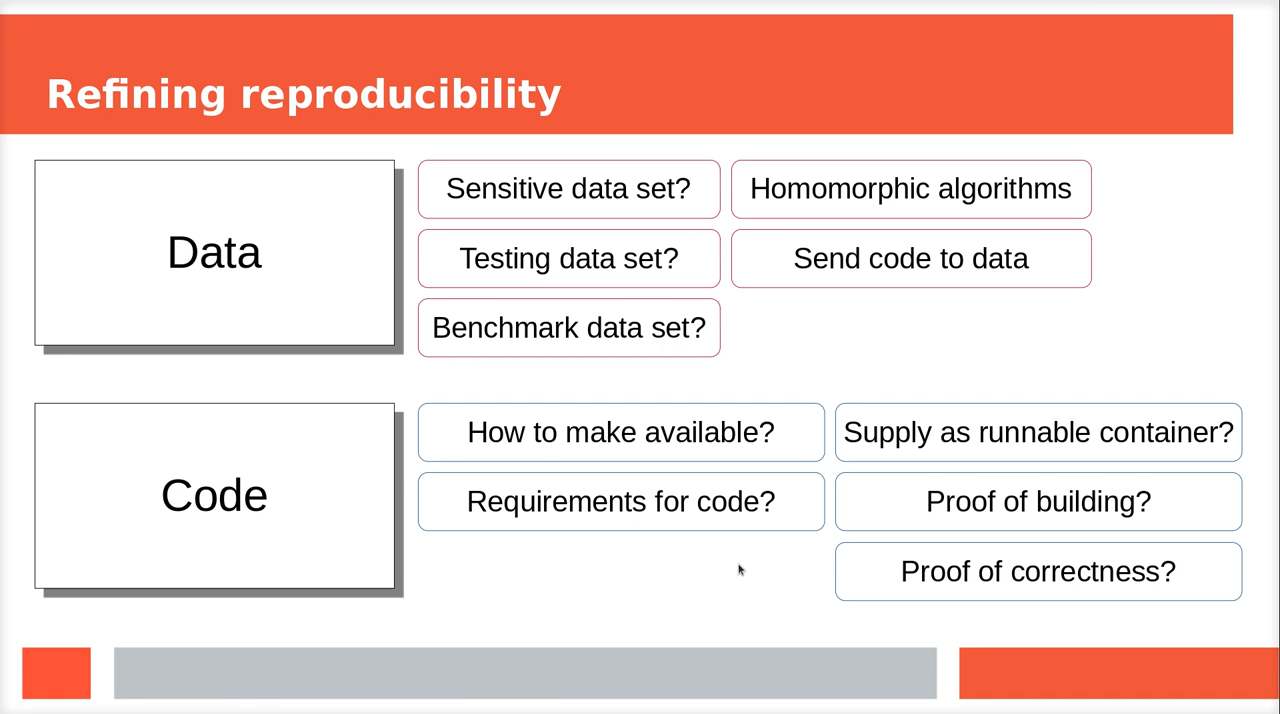 Refining reproducibility
Data
Sensitive data set?
Homomorphic algorithms
Testing data set?
Send code to data
Benchmark data set?
Code
How to make available?
Supply as runnable container?
Requirements for code?
Proof of building?
Proof of correctness?